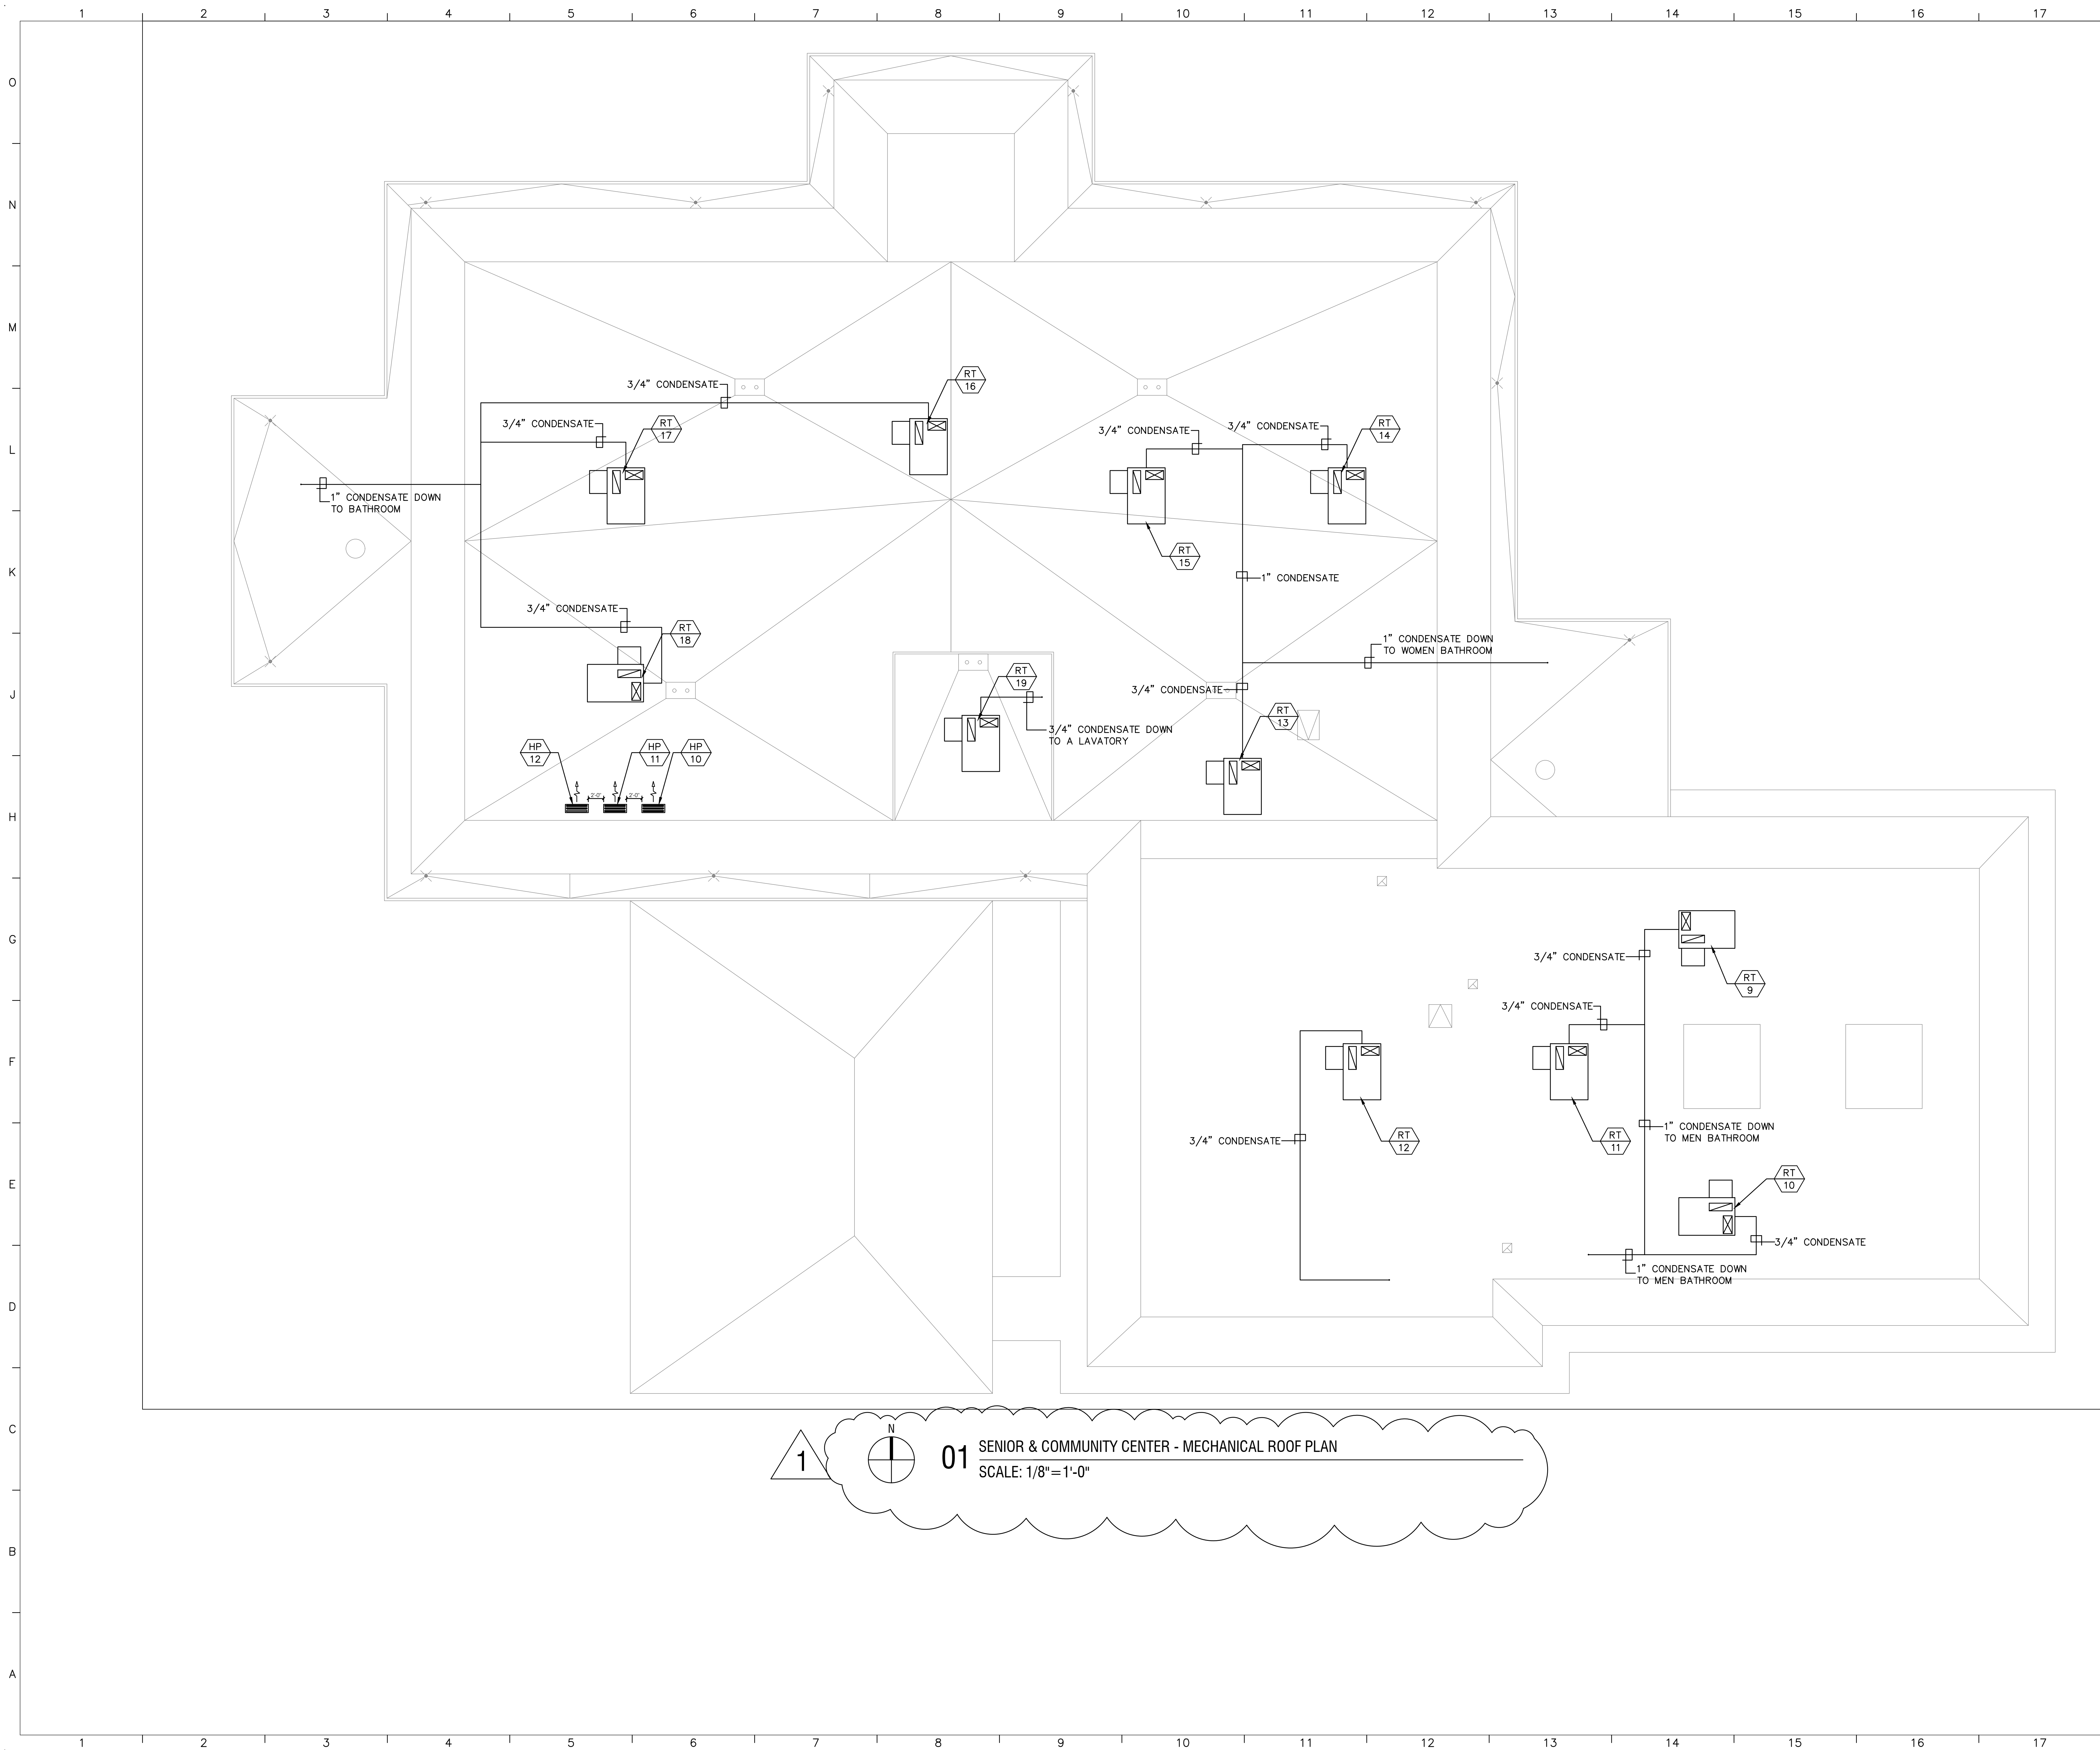 1 2 3 4 5 6 7 8 9 10 11 12 13 14 15 16 17
O
N
M
L
K
J
H
G
F
E
D
C
B
A
RT
16
3/4" CONDENSATE
3/4" CONDENSATE
RT
17
3/4" CONDENSATE
3/4" CONDENSATE
RT
14
1" CONDENSATE DOWN
TO BATHROOM
RT
15
1" CONDENSATE
3/4" CONDENSATE
RT
18
1" CONDENSATE DOWN
TO WOMEN BATHROOM
RT
19
3/4" CONDENSATE
RT
13
3/4" CONDENSATE DOWN
TO A LAVATORY
HP
12
HP
11
HP
10
2'-0"
2'-0"
3/4" CONDENSATE
RT
9
3/4" CONDENSATE
1" CONDENSATE DOWN
TO MEN BATHROOM
3/4" CONDENSATE
RT
12
RT
11
RT
10
3/4" CONDENSATE
1" CONDENSATE DOWN
TO MEN BATHROOM
1
N
01
SENIOR & COMMUNITY CENTER - MECHANICAL ROOF PLAN
SCALE: 1/8"=1'-0"
1 2 3 4 5 6 7 8 9 10 11 12 13 14 15 16 17